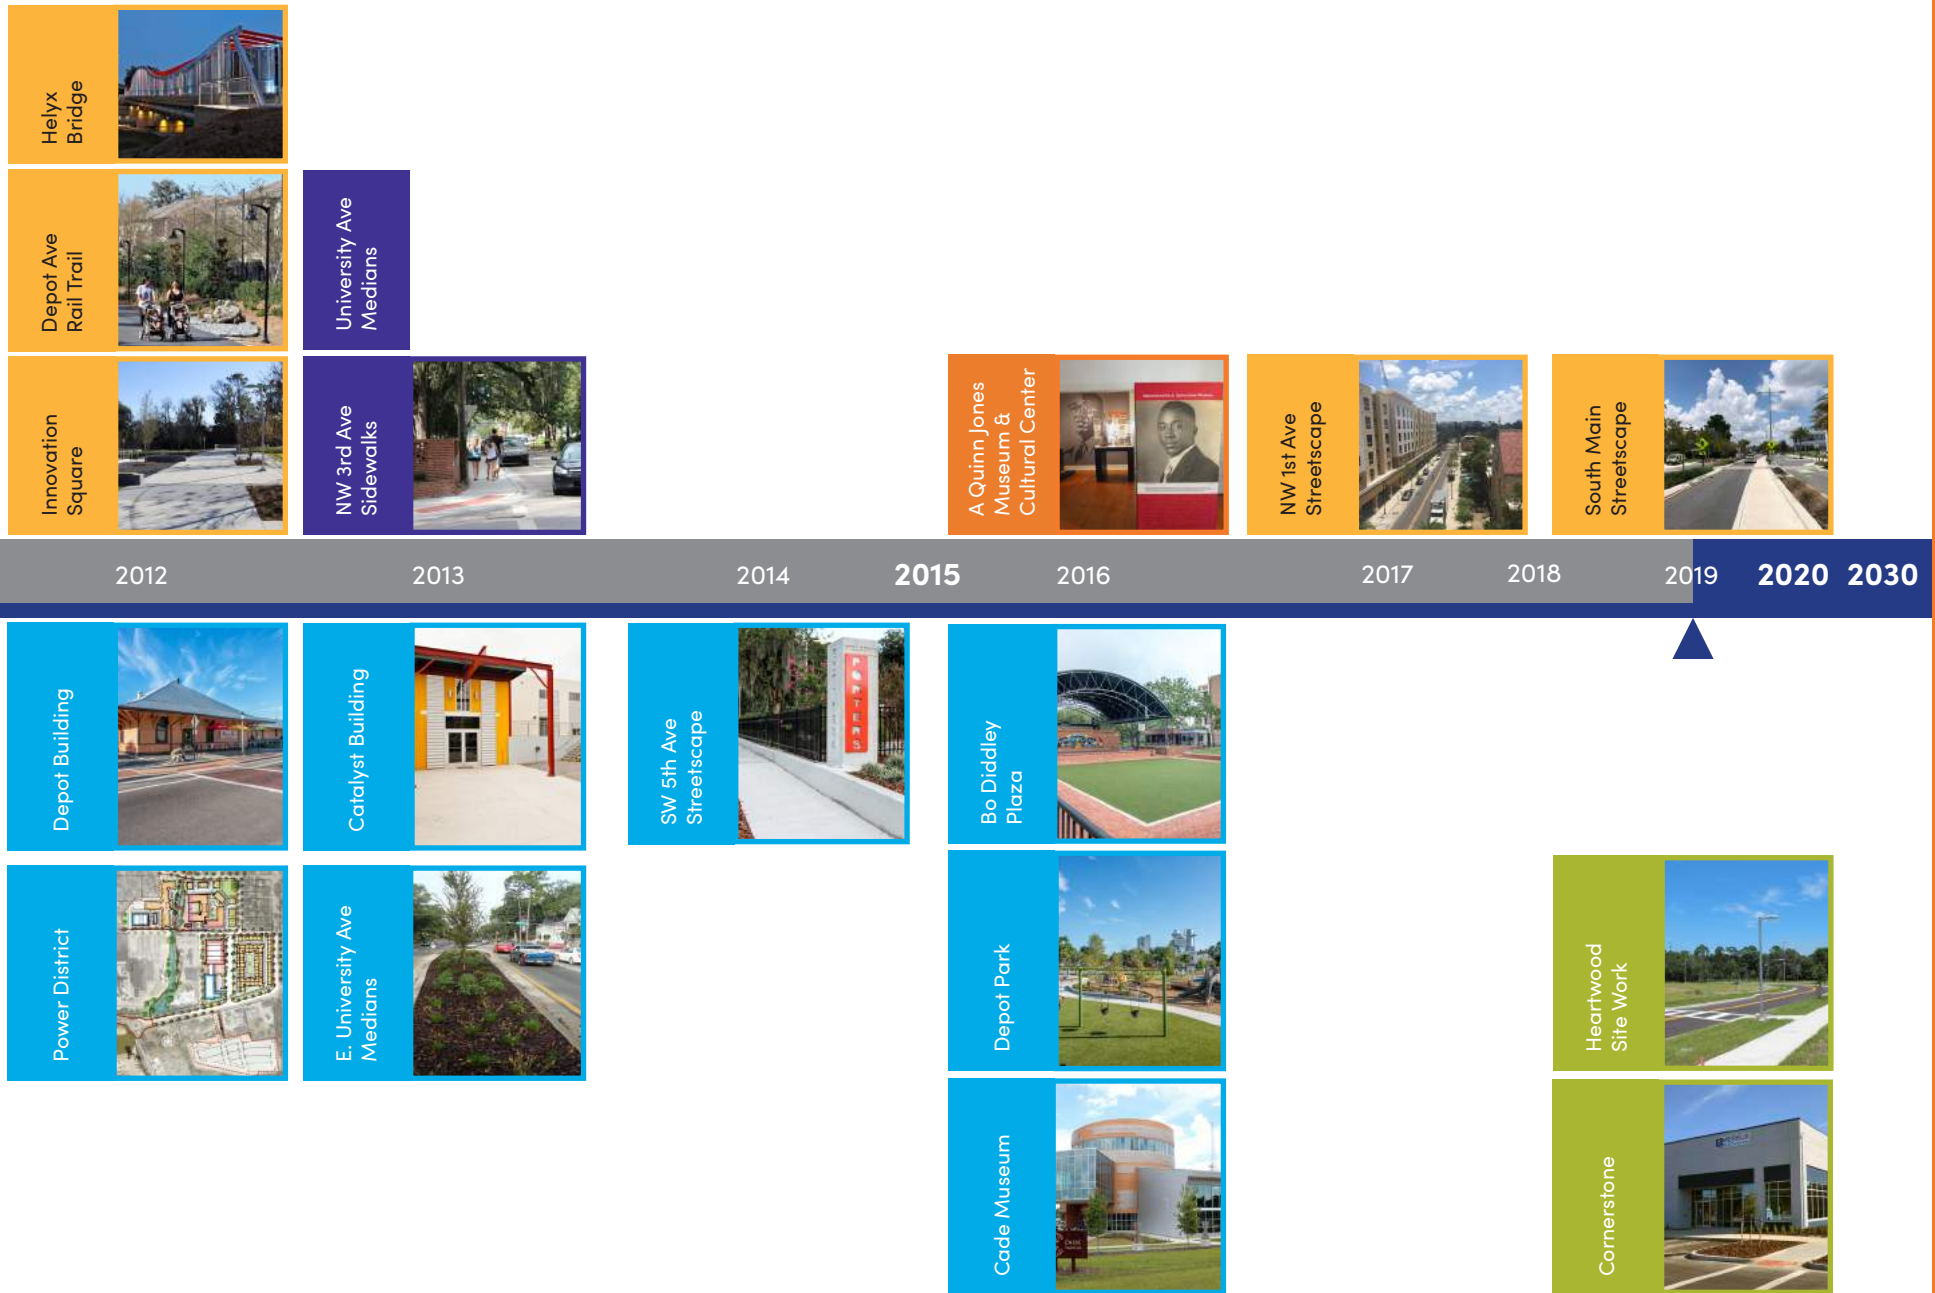 Helyx
Bridge
Depot Ave
Rail Trail
University Ave
Medians
Innovation
Square
NW 3rd Ave
Sidewalks
A Quinn Jones
Museum &
Cultural Center
NW 1st Ave
Streetscape
South Main
Streetscape
2012
2013
2014
2015
2016
2017
2018
2019
2020
2030
Depot Building
Catalyst Building
SW 5th Ave
Streetscape
PORTERS
Bo Diddley
Plaza
Power District
E. University Ave
Medians
Depot Park
Heartwood
Site Work
Cade Museum
CADE
Cornerstone